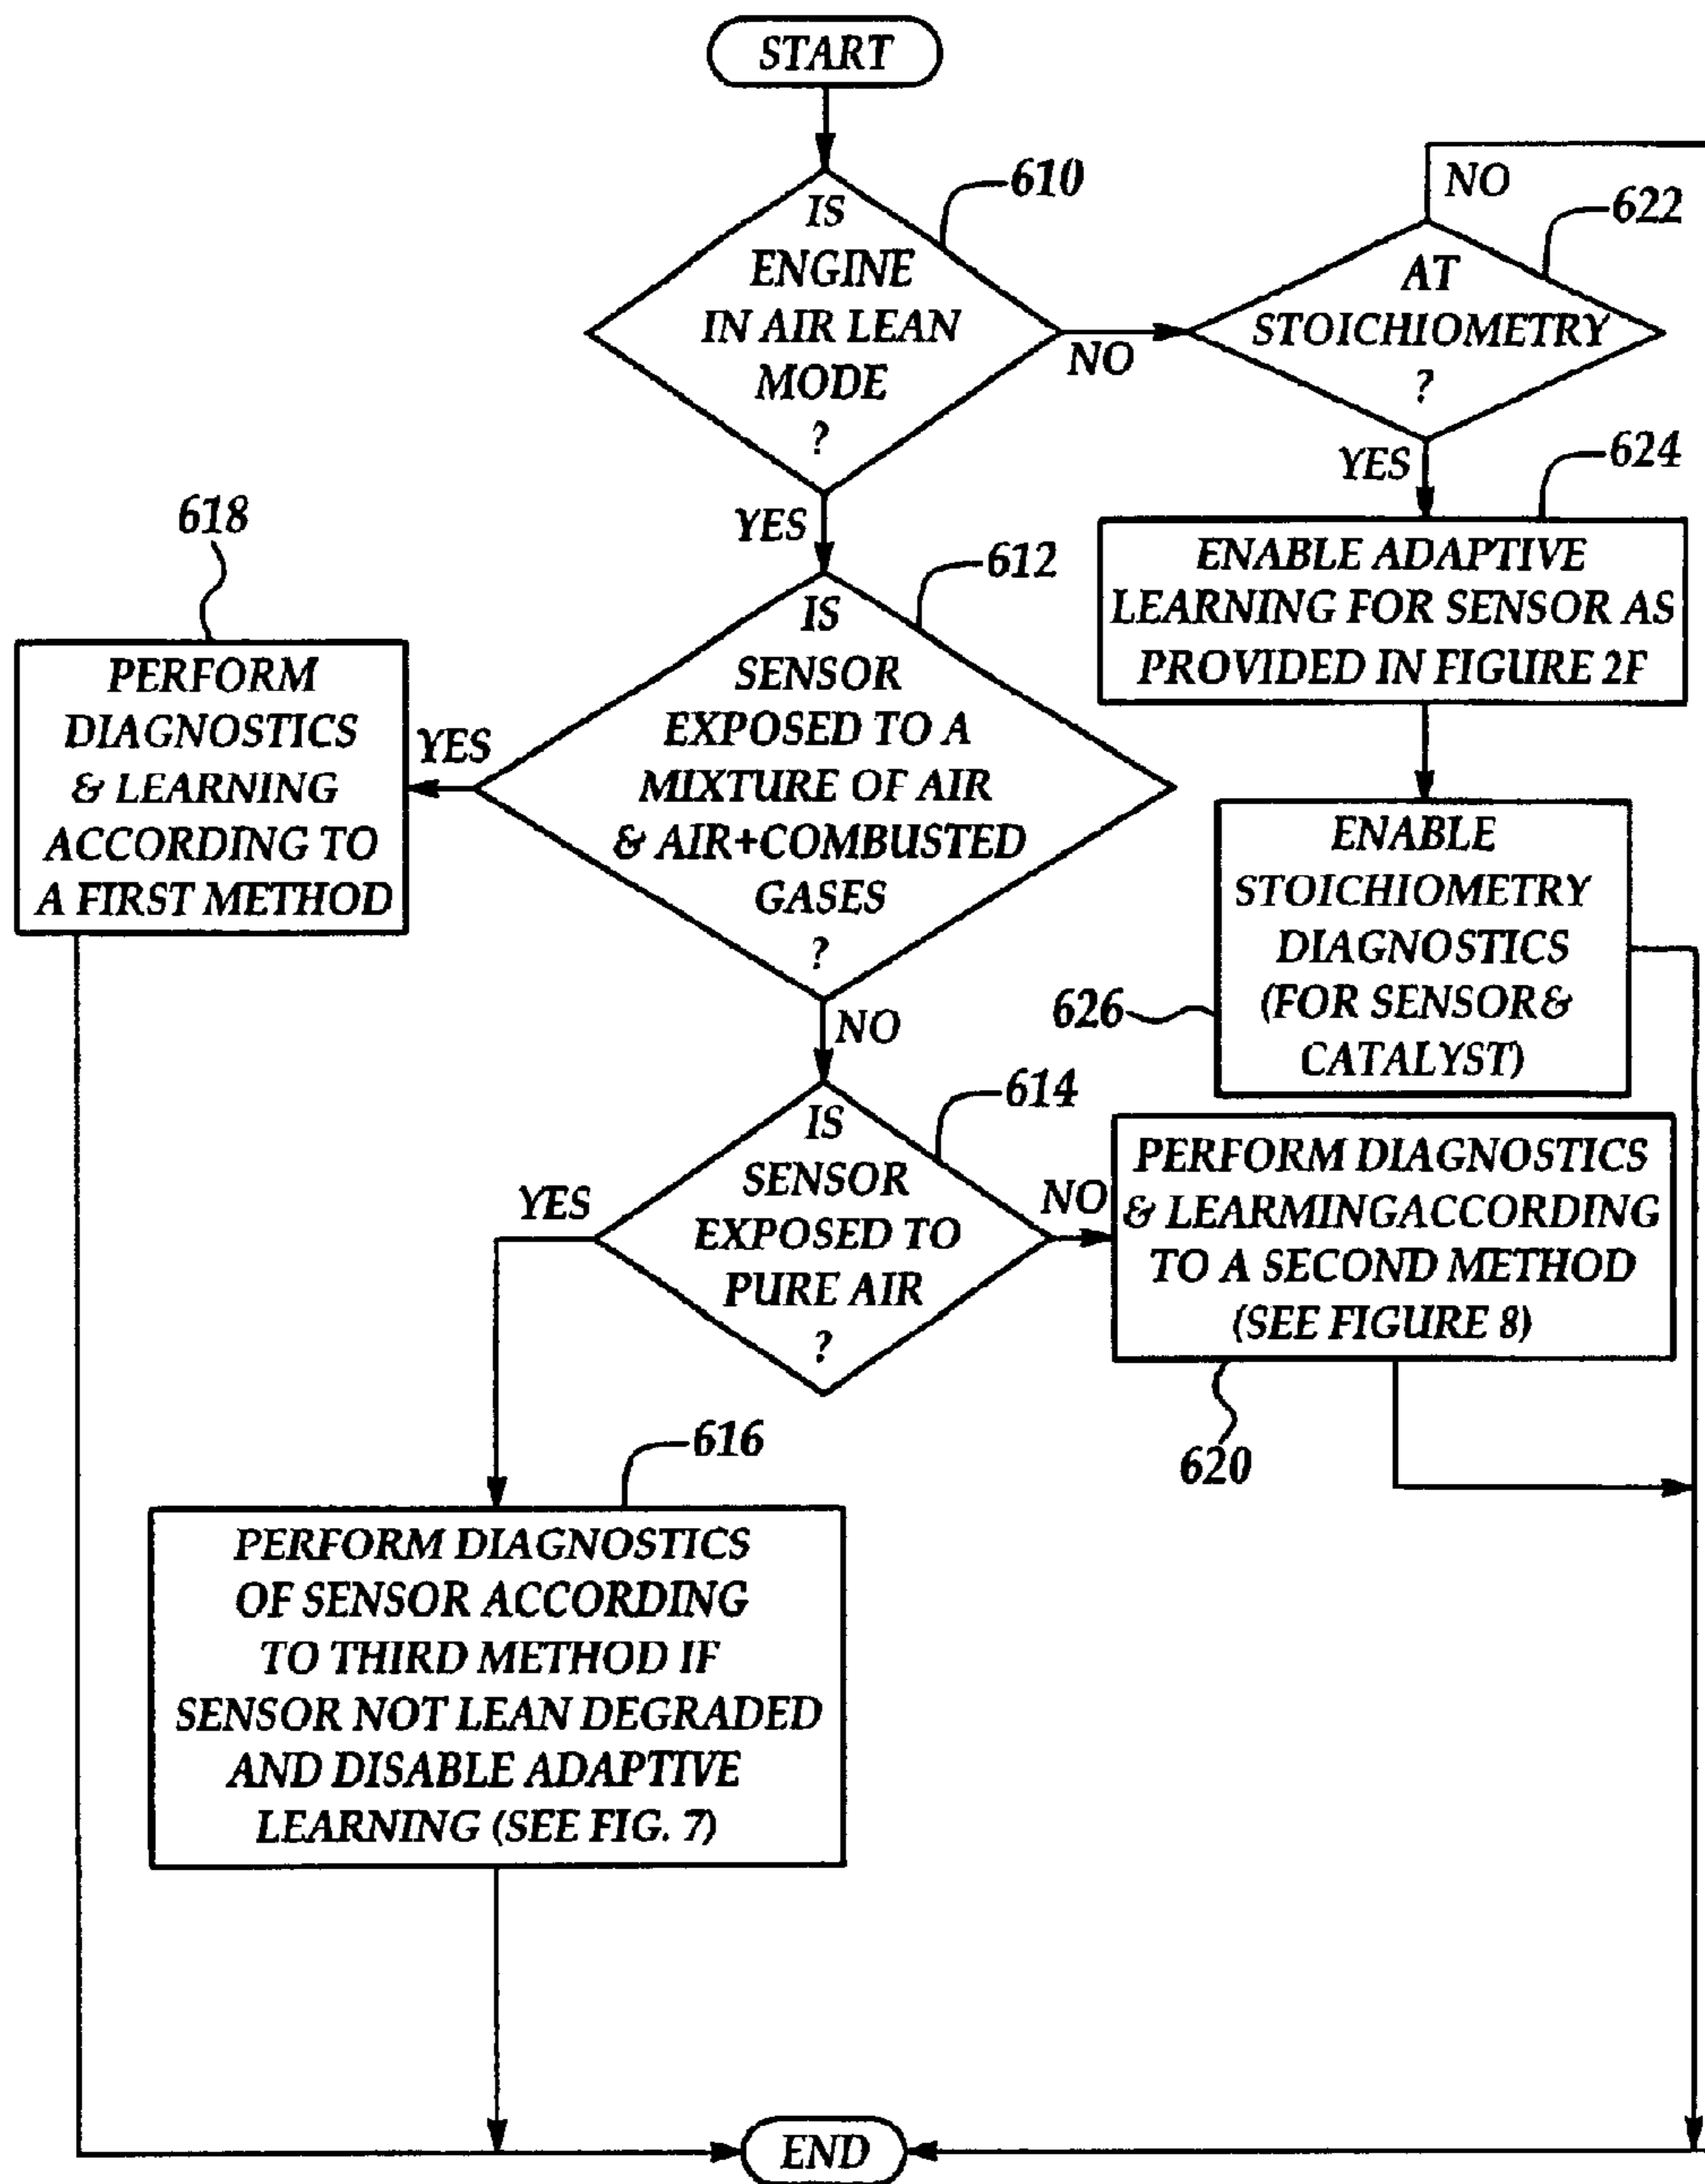 START
IS
ENGINE
IN AIR LEAN
MODE
?
610
NO
YES
AT
STOICHIOMETRY
?
622
NO
YES
ENABLE ADAPTIVE
LEARNING FOR SENSOR AS
PROVIDED IN FIGURE 2F
624
ENABLE
STOICHIOMETRY
DIAGNOSTICS
(FOR SENSOR&
CATALYST)
626
IS
SENSOR
EXPOSED TO A
MIXTURE OF AIR
& AIR+COMBUSTED
GASES
?
612
YES
NO
618
PERFORM
DIAGNOSTICS
& LEARNING
ACCORDING TO
A FIRST METHOD
IS
SENSOR
EXPOSED TO
PURE AIR
?
614
YES
NO
PERFORM DIAGNOSTICS
& LEARMINGACCORDING
TO A SECOND METHOD
(SEE FIGURE 8)
620
616
PERFORM DIAGNOSTICS
OF SENSOR ACCORDING
TO THIRD METHOD IF
SENSOR NOT LEAN DEGRADED
AND DISABLE ADAPTIVE
LEARNING (SEE FIG. 7)
END